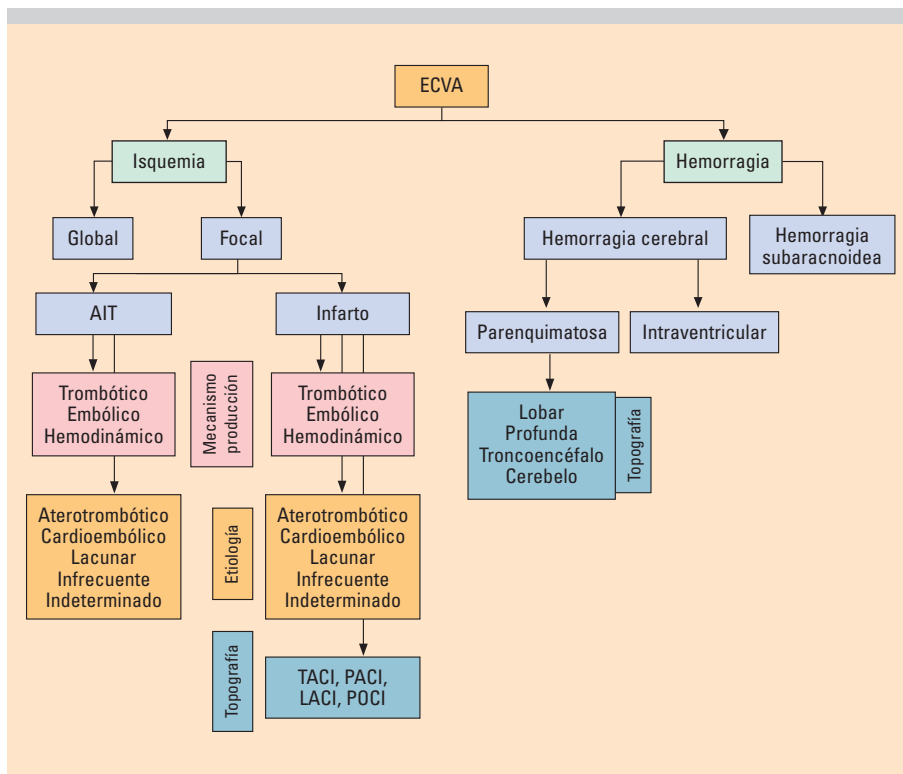 ECVA
Isquemia
Hemorragia
Global
Focal
Hemorragia cerebral
Hemorragia
subaracnoidea
AIT
Infarto
Parenquimatosa
Intraventricular
Trombótico
Embólico
Hemodinámico
Mecanismo
producción
Trombótico
Embólico
Hemodinámico
Lobar
Profunda
Troncoencéfalo
Cerebelo
Topografía
Aterotrombótico
Cardioembólico
Lacunar
Infrecuente
Indeterminado
Etiología
Aterotrombótico
Cardioembólico
Lacunar
Infrecuente
Indeterminado
Topografía
TACI, PACI,
LACI, POCI